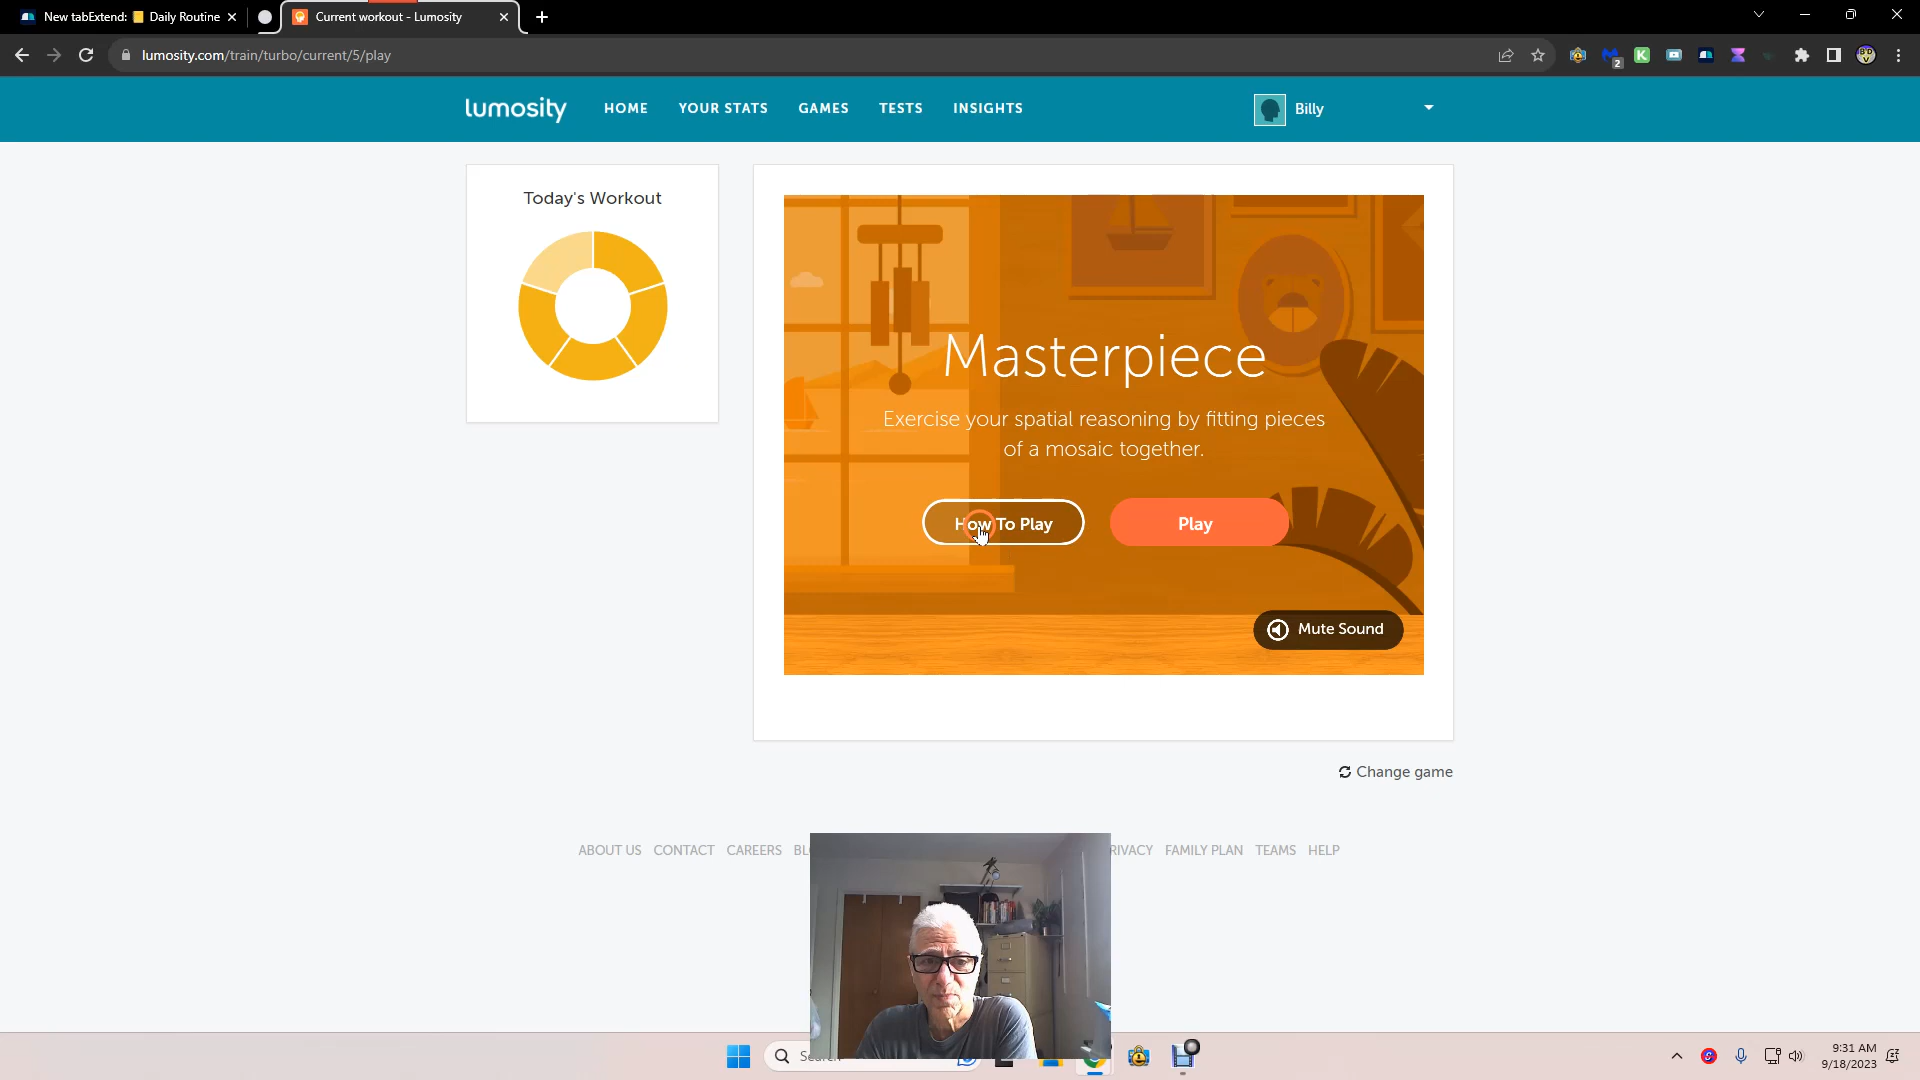 New tabExtend: 📒 Daily Routine
Current workout - Lumosity
lumosity.com/train/turbo/current/5/play
2
K
lumosity
HOME
YOUR STATS
GAMES
TESTS
INSIGHTS
Billy
Today's Workout
Masterpiece
Exercise your spatial reasoning by fitting pieces
of a mosaic together.
How To Play
Play
Mute Sound
Change game
ABOUT US CONTACT CAREERS
FAMILY PLAN TEAMS HELP
9:31 AM
9/18/2023